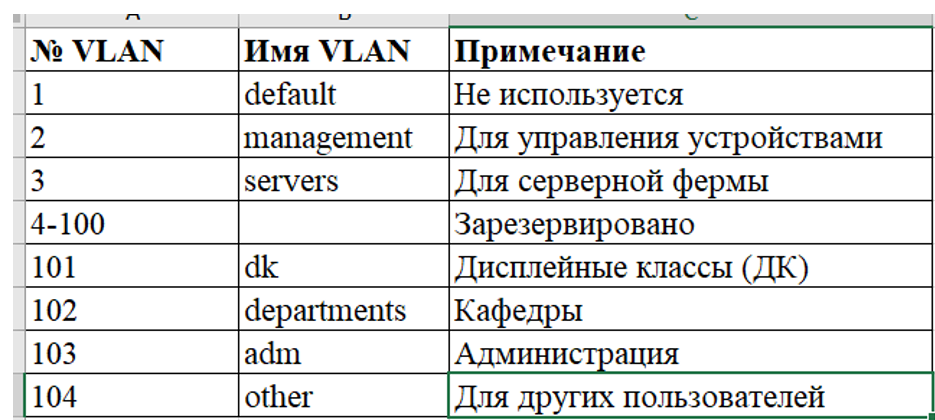 A B C
№ VLAN Имя VLAN Примечание
1 default Не используется
2 management Для управления устройствами
3 servers Для серверной фермы
4-100 Зарезервировано
101 dk Дисплейные классы (ДК)
102 departments Кафедры
103 adm Администрация
104 other Для других пользователей